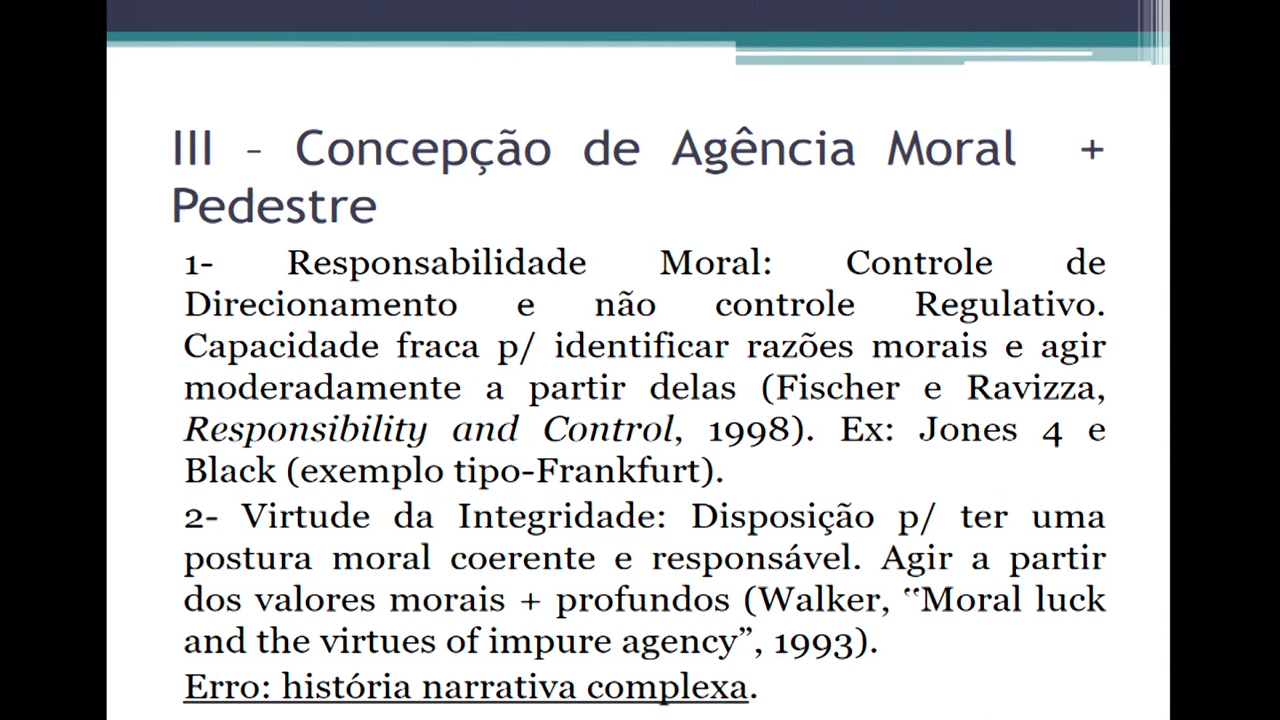 III – Concepção de Agência Moral +
Pedestre
1- Responsabilidade Moral: Controle de
Direcionamento e não controle Regulativo.
Capacidade fraca p/ identificar razões morais e agir
moderadamente a partir delas (Fischer e Ravizza,
Responsibility and Control, 1998). Ex: Jones 4 e
Black (exemplo tipo-Frankfurt).
2- Virtude da Integridade: Disposição p/ ter uma
postura moral coerente e responsável. Agir a partir
dos valores morais + profundos (Walker, “Moral luck
and the virtues of impure agency”, 1993).
Erro: história narrativa complexa.